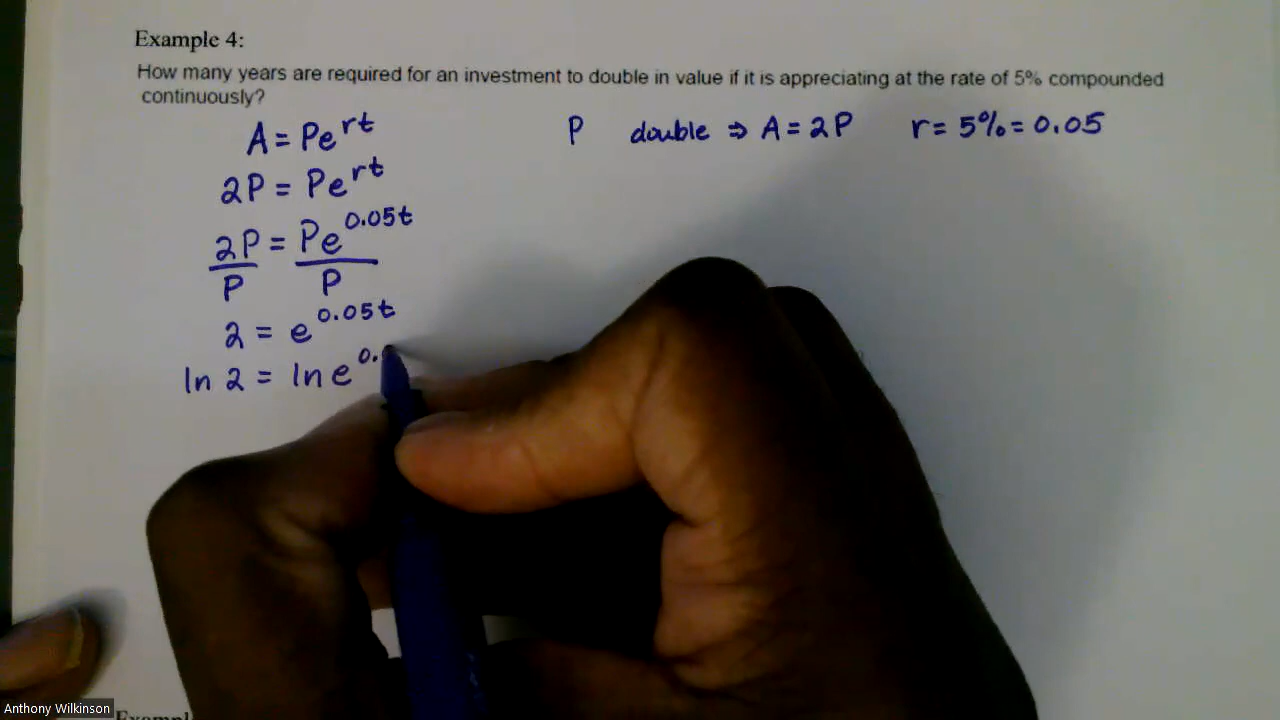 Example 4:
How many years are required for an investment to double in value if it is appreciating at the rate of 5% compounded
continuously?
A = Pe^rt
P double ⇒ A = 2P r = 5% = 0.05
2P = Pe^rt
2P/P = Pe^0.05t/P
2 = e^0.05t
ln 2 = ln e^0.
Anthony Wilkinson